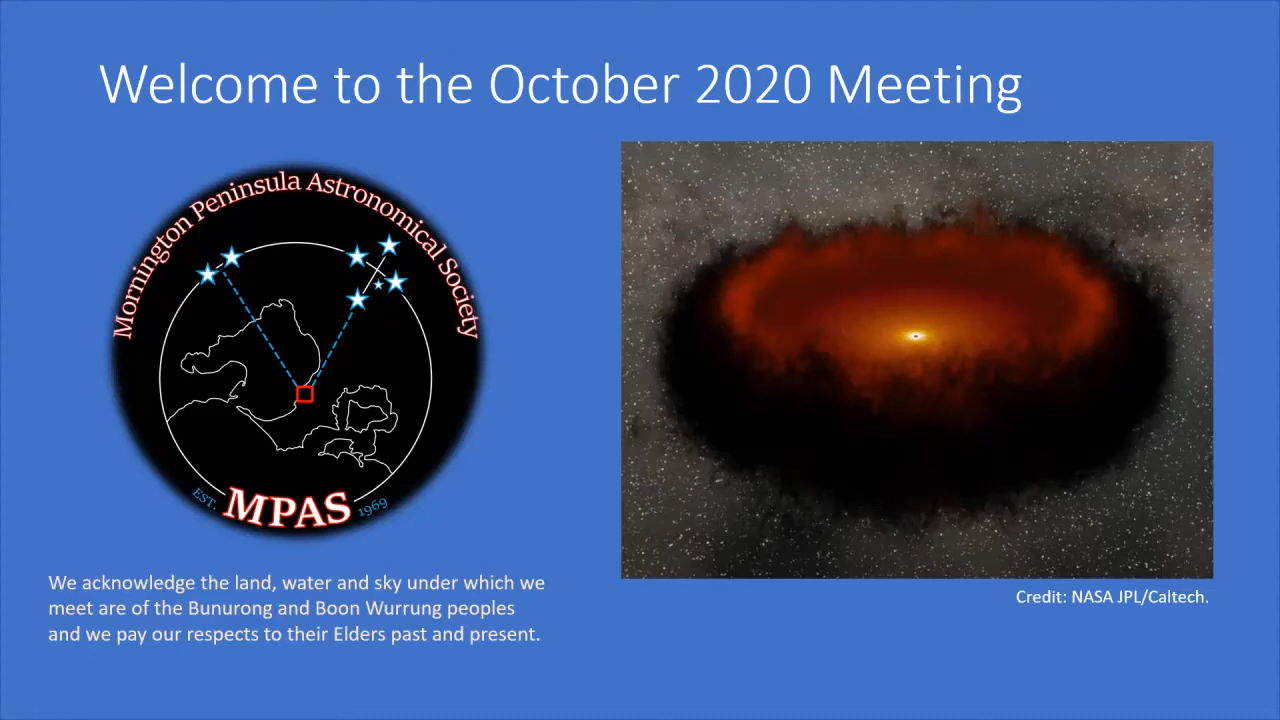 Welcome to the October 2020 Meeting
Mornington Peninsula Astronomical Society
EST. MPAS 1969
We acknowledge the land, water and sky under which we
meet are of the Bunurong and Boon Wurrung peoples
and we pay our respects to their Elders past and present.
Credit: NASA JPL/Caltech.